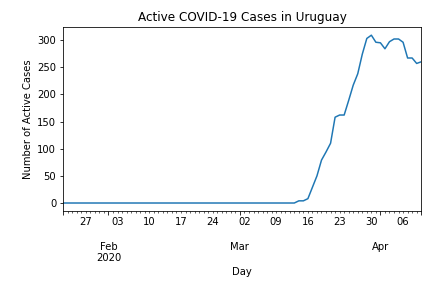 Active COVID-19 Cases in Uruguay
Number of Active Cases
300
250
200
150
100
50
0
27 03 10 17 24 02 09 16 23 30 06
Feb Mar Apr
2020
Day